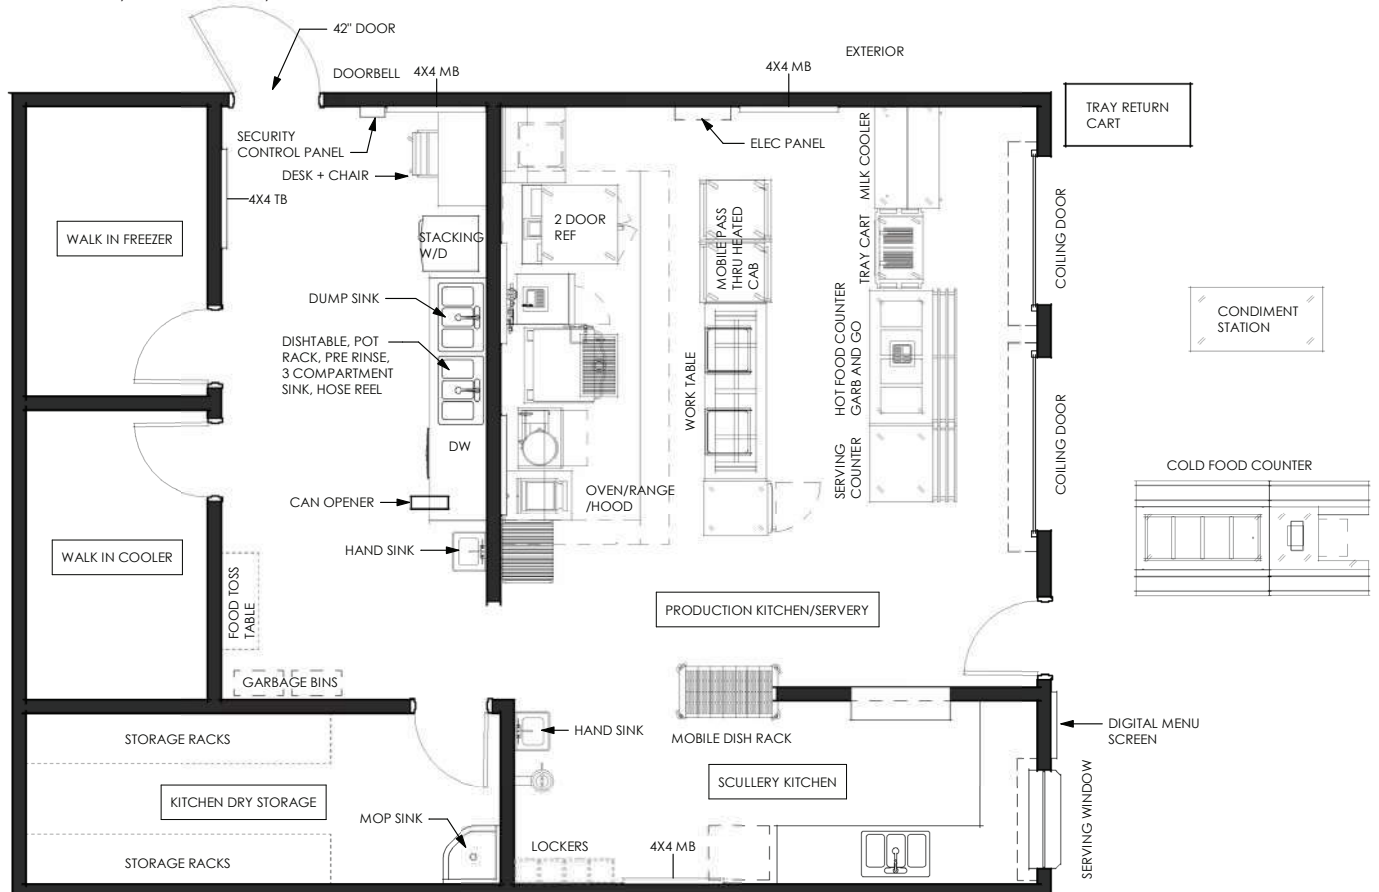 42" DOOR
EXTERIOR
DOORBELL
4X4 MB
4X4 MB
TRAY RETURN
CART
SECURITY
CONTROL PANEL
ELEC PANEL
MILK COOLER
DESK + CHAIR
4X4 TB
WALK IN FREEZER
STACKING
W/D
2 DOOR
REF
MOBILE PASS
THRU HEATED
CAB
TRAY CART
COILING DOOR
DUMP SINK
CONDIMENT
STATION
DISHTABLE, POT
RACK, PRE RINSE,
3 COMPARTMENT
SINK, HOSE REEL
WORK TABLE
HOT FOOD COUNTER
GARB AND GO
DW
SERVING
COUNTER
COILING DOOR
COLD FOOD COUNTER
CAN OPENER
OVEN/RANGE
/HOOD
HAND SINK
WALK IN COOLER
FOOD TOSS
TABLE
PRODUCTION KITCHEN/SERVERY
GARBAGE BINS
STORAGE RACKS
HAND SINK
MOBILE DISH RACK
DIGITAL MENU
SCREEN
KITCHEN DRY STORAGE
SCULLERY KITCHEN
MOP SINK
SERVING WINDOW
STORAGE RACKS
LOCKERS
4X4 MB